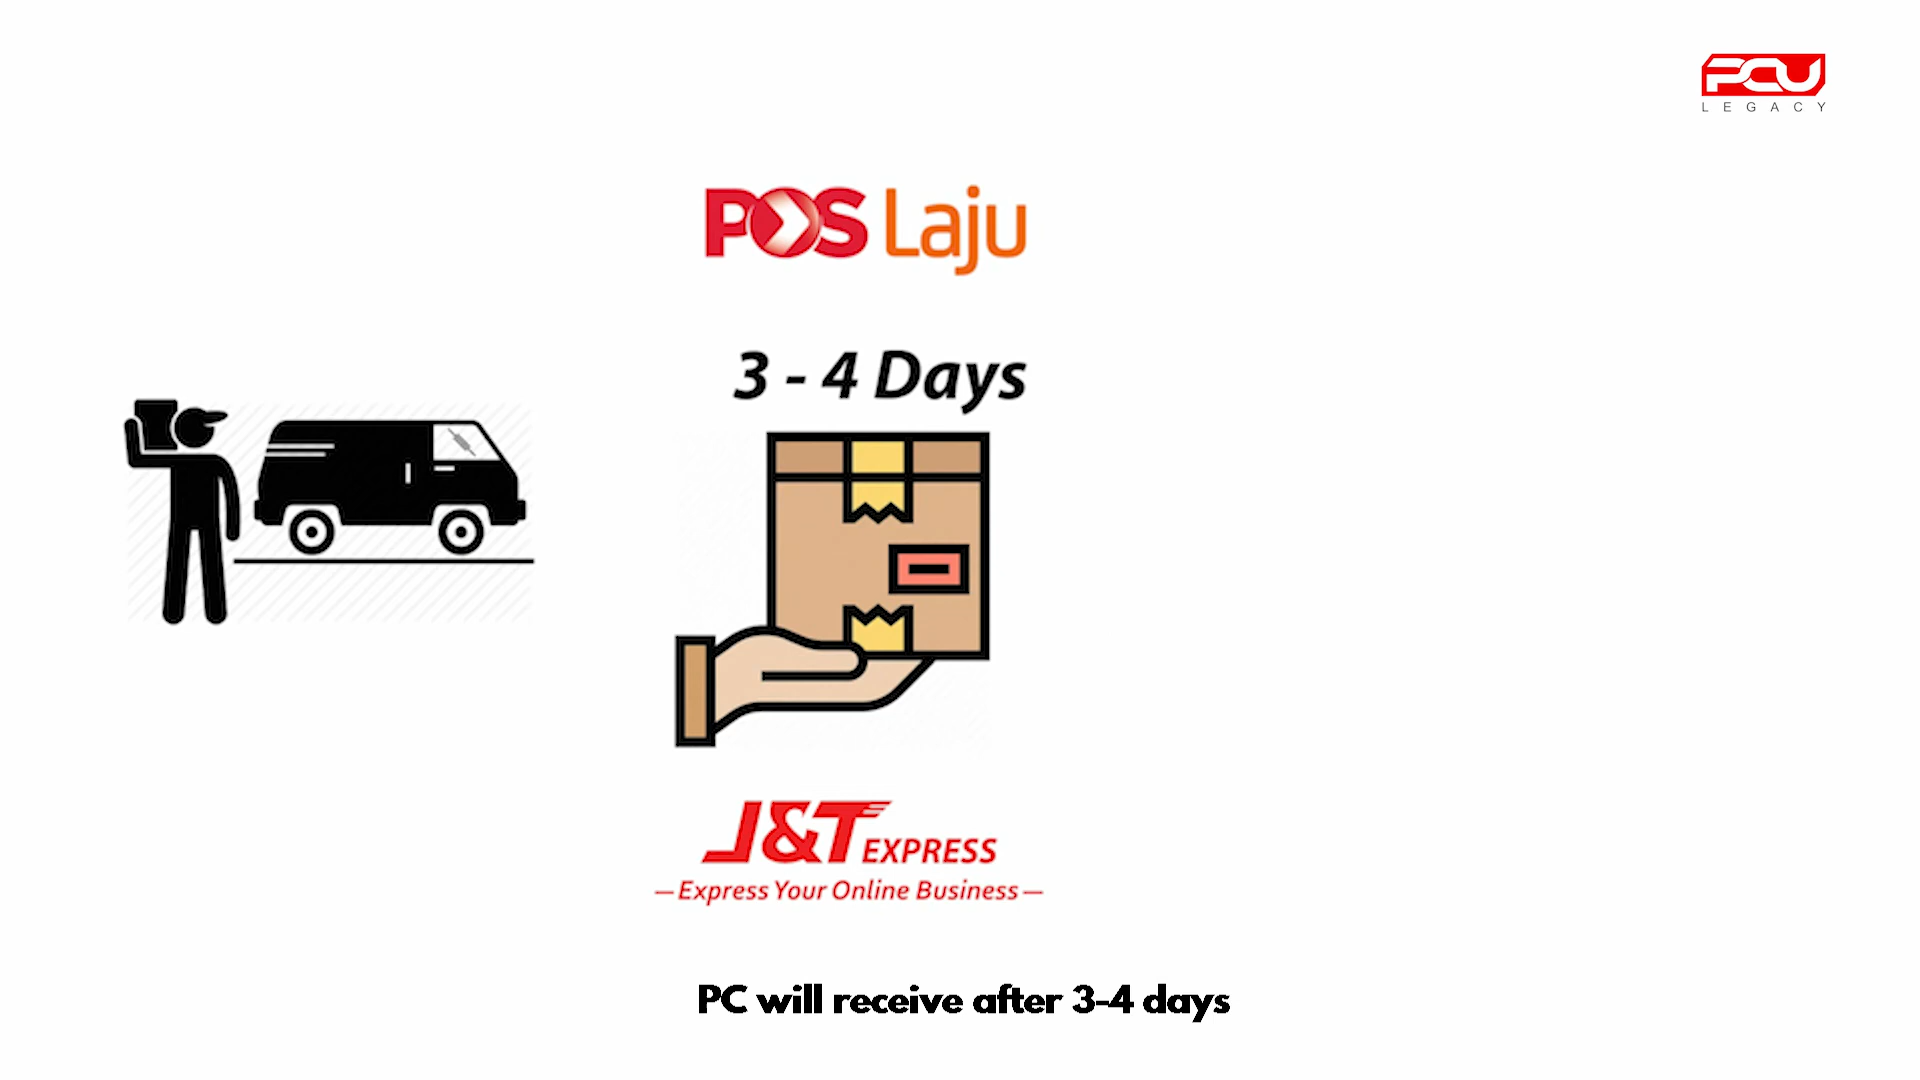 PCU
LEGACY
POS Laju
3 - 4 Days
J&T EXPRESS
— Express Your Online Business —
PC will receive after 3-4 days